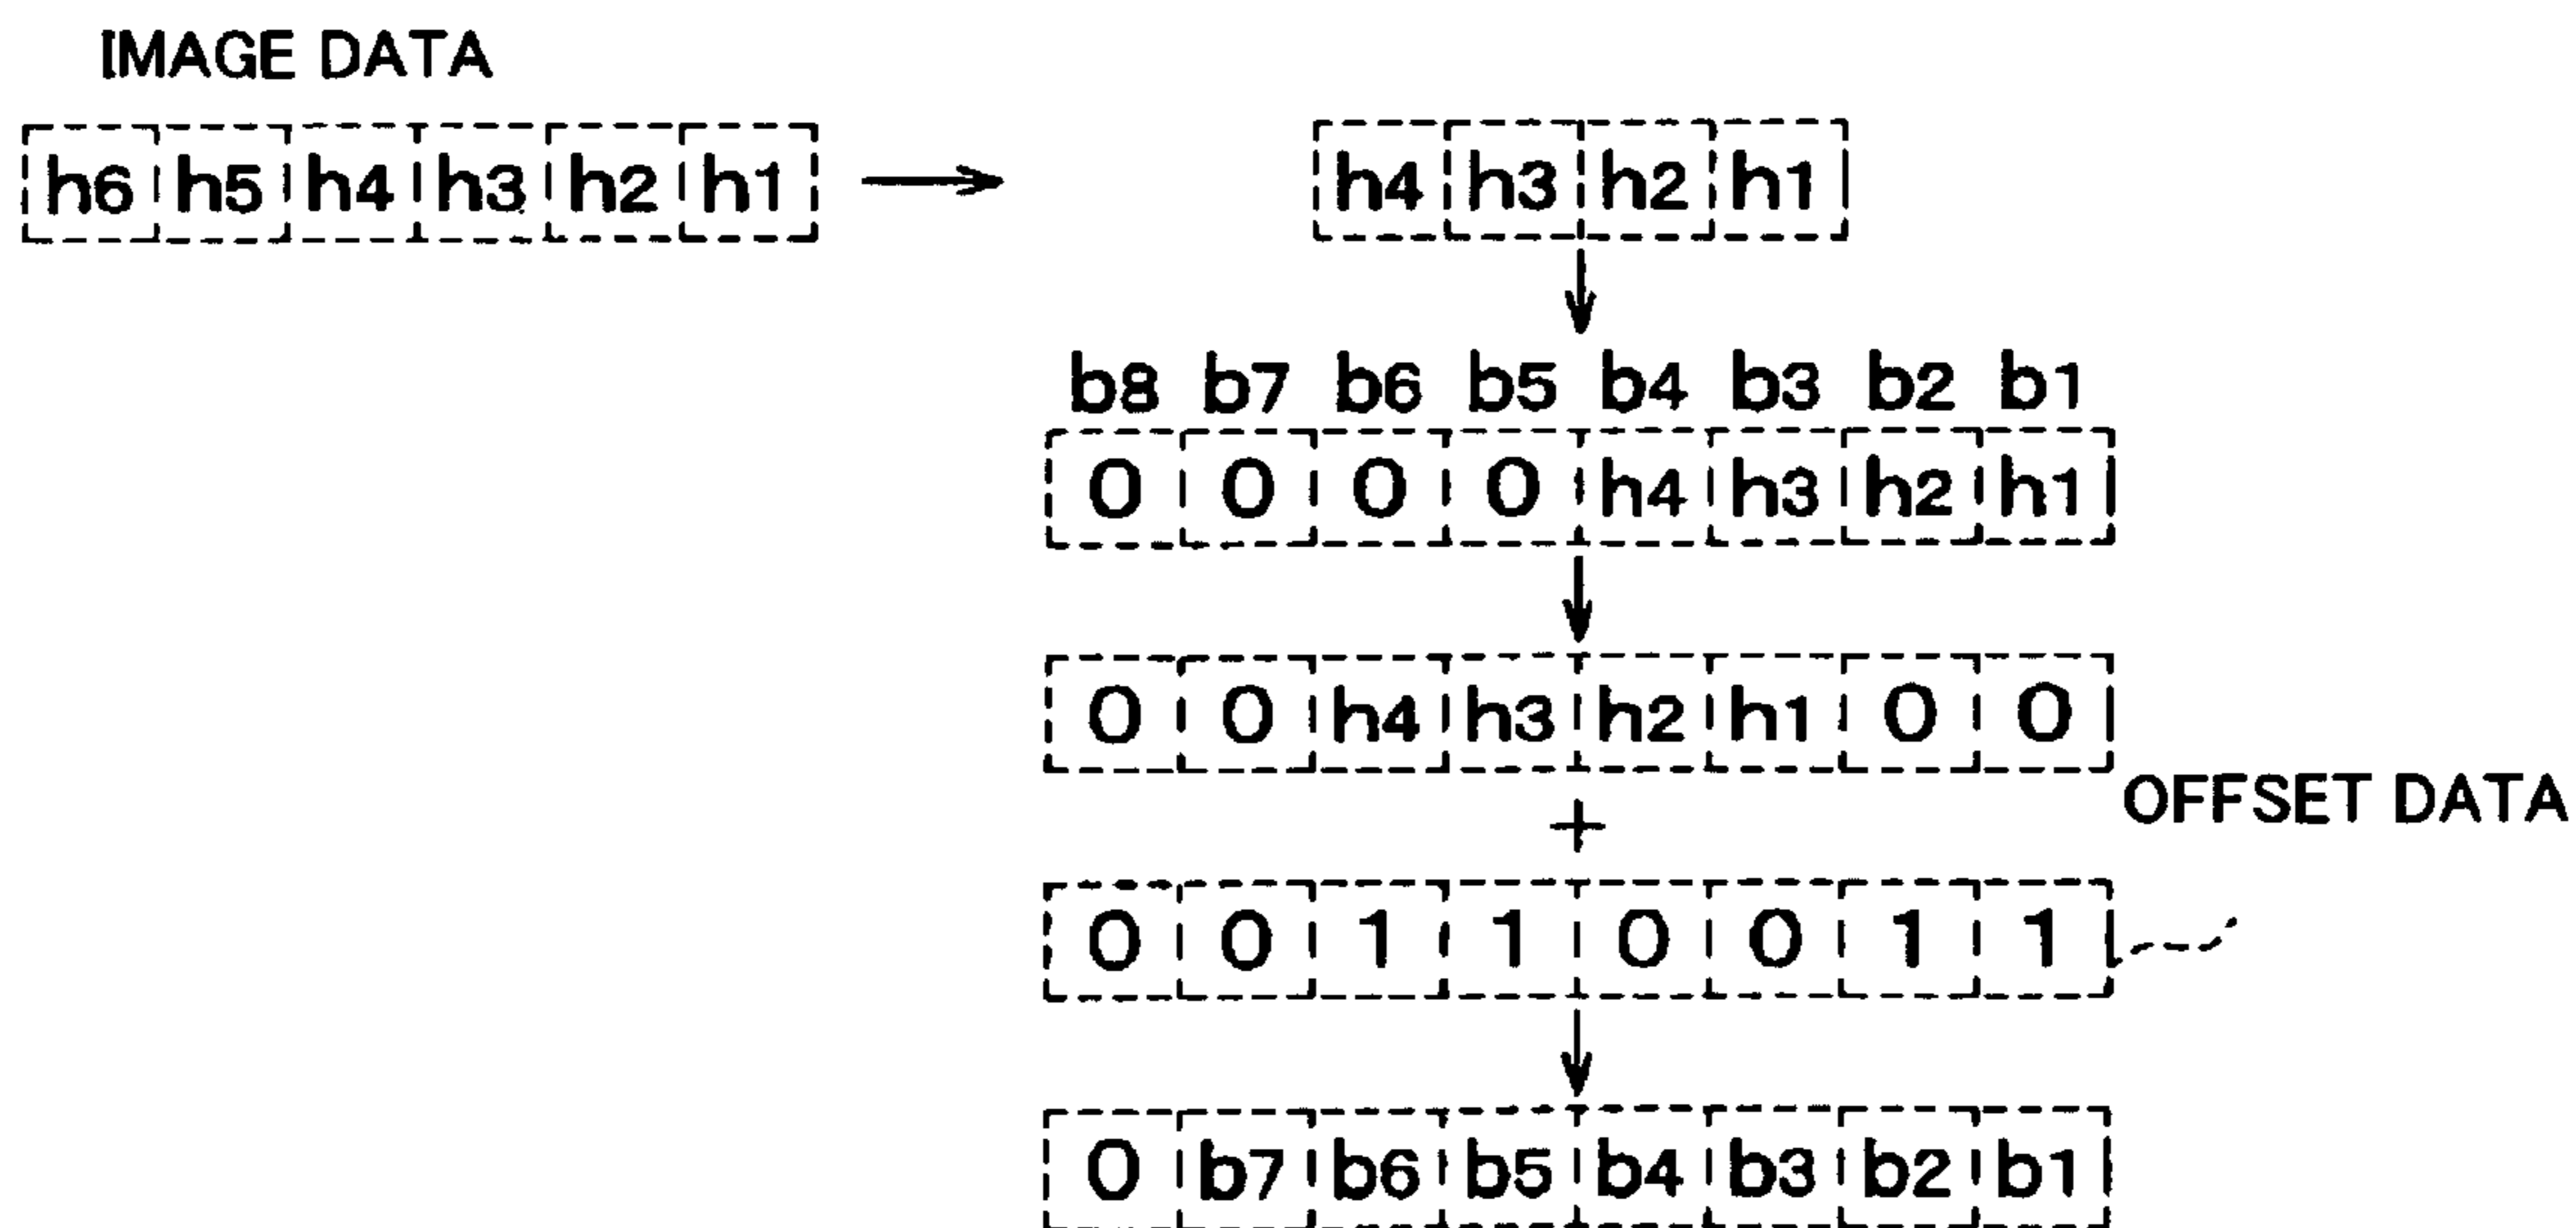 IMAGE DATA
h6 h5 h4 h3 h2 h1
h4 h3 h2 h1
b8 b7 b6 b5 b4 b3 b2 b1
0 0 0 0 h4 h3 h2 h1
0 0 h4 h3 h2 h1 0 0
+
OFFSET DATA
0 0 1 1 0 0 1 1
0 b7 b6 b5 b4 b3 b2 b1